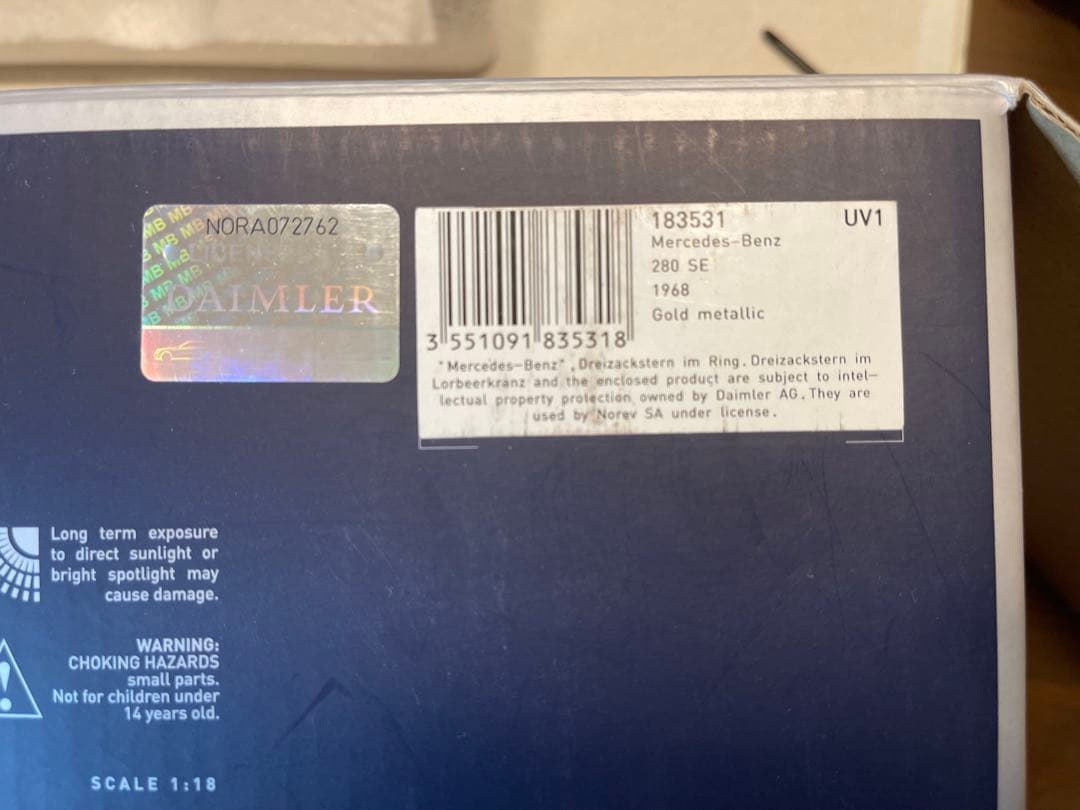 NORA072762
DAIMLER
183531
UV1
Mercedes-Benz
280 SE
1968
Gold metallic
3 551091 835318
"Mercedes-Benz", Dreizackstern im Ring, Dreizackstern im
Lorbeerkranz and the enclosed product are subject to intel-
lectual property protection owned by Daimler AG. They are
used by Norev SA under license.
Long term exposure
to direct sunlight or
bright spotlight may
cause damage.
WARNING:
CHOKING HAZARDS
small parts.
Not for children under
14 years old.
SCALE 1:18